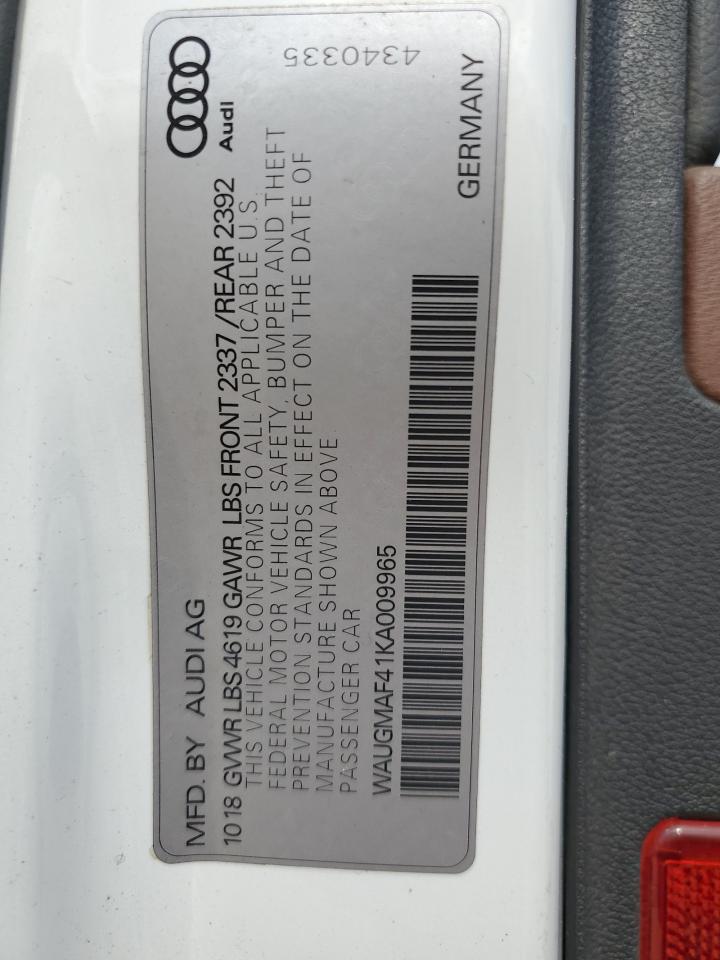 MFD. BY AUDI AG
Audi
1018 GVWR LBS 4619 GAWR LBS FRONT 2337 /REAR 2392
THIS VEHICLE CONFORMS TO ALL APPLICABLE U.S.
FEDERAL MOTOR VEHICLE SAFETY, BUMPER AND THEFT
PREVENTION STANDARDS IN EFFECT ON THE DATE OF
MANUFACTURE SHOWN ABOVE
PASSENGER CAR
WAUGMAF41KA009965
GERMANY
4340335